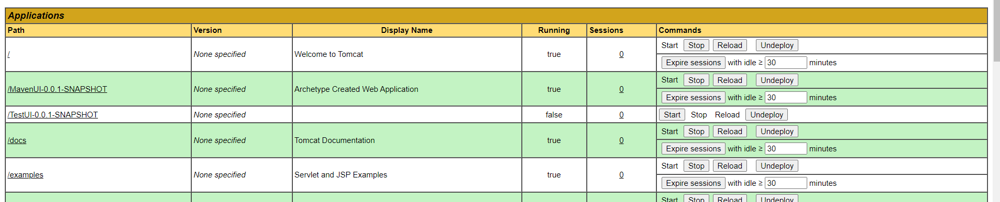 Applications
Path Version Display Name Running Sessions Commands
/ None specified Welcome to Tomcat true 0 Start Stop Reload Undeploy
Expire sessions with idle ≥ 30 minutes
/MavenUI-0.0.1-SNAPSHOT None specified Archetype Created Web Application true 0 Start Stop Reload Undeploy
Expire sessions with idle ≥ 30 minutes
/TestUI-0.0.1-SNAPSHOT None specified false 0 Start Stop Reload Undeploy
/docs None specified Tomcat Documentation true 0 Start Stop Reload Undeploy
Expire sessions with idle ≥ 30 minutes
/examples None specified Servlet and JSP Examples true 0 Start Stop Reload Undeploy
Expire sessions with idle ≥ 30 minutes
Start Stop Reload Undeploy